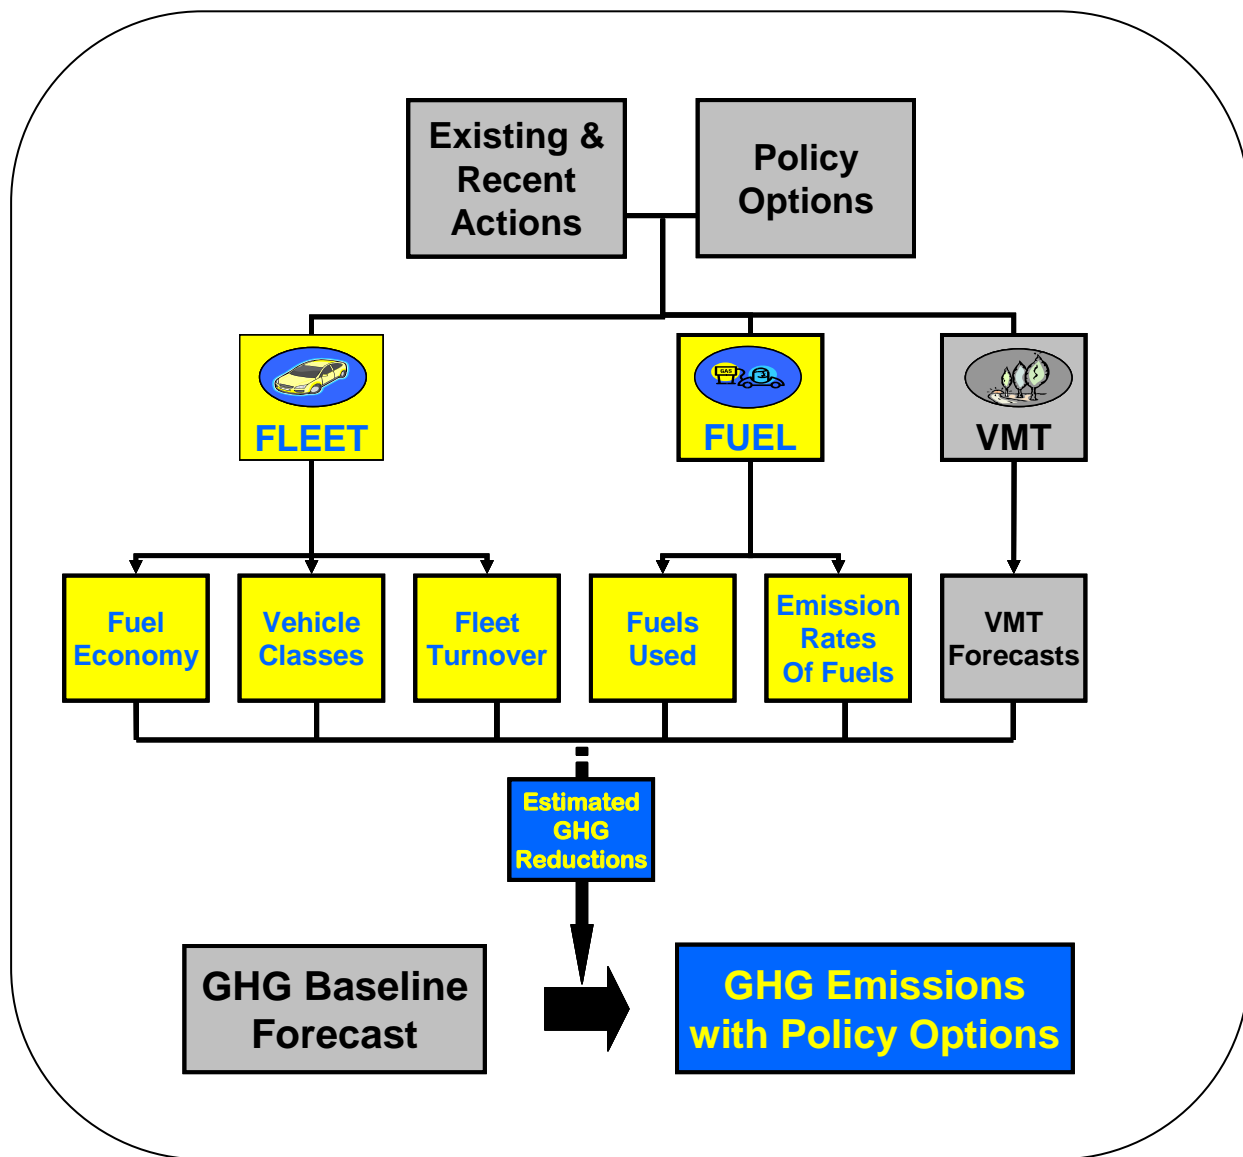 Existing &
Recent
Actions
Policy
Options
GAS
FLEET
FUEL
VMT
Fuel
Economy
Vehicle
Classes
Fleet
Turnover
Fuels
Used
Emission
Rates
Of Fuels
VMT
Forecasts
Estimated
GHG
Reductions
GHG Baseline
Forecast
GHG Emissions
with Policy Options